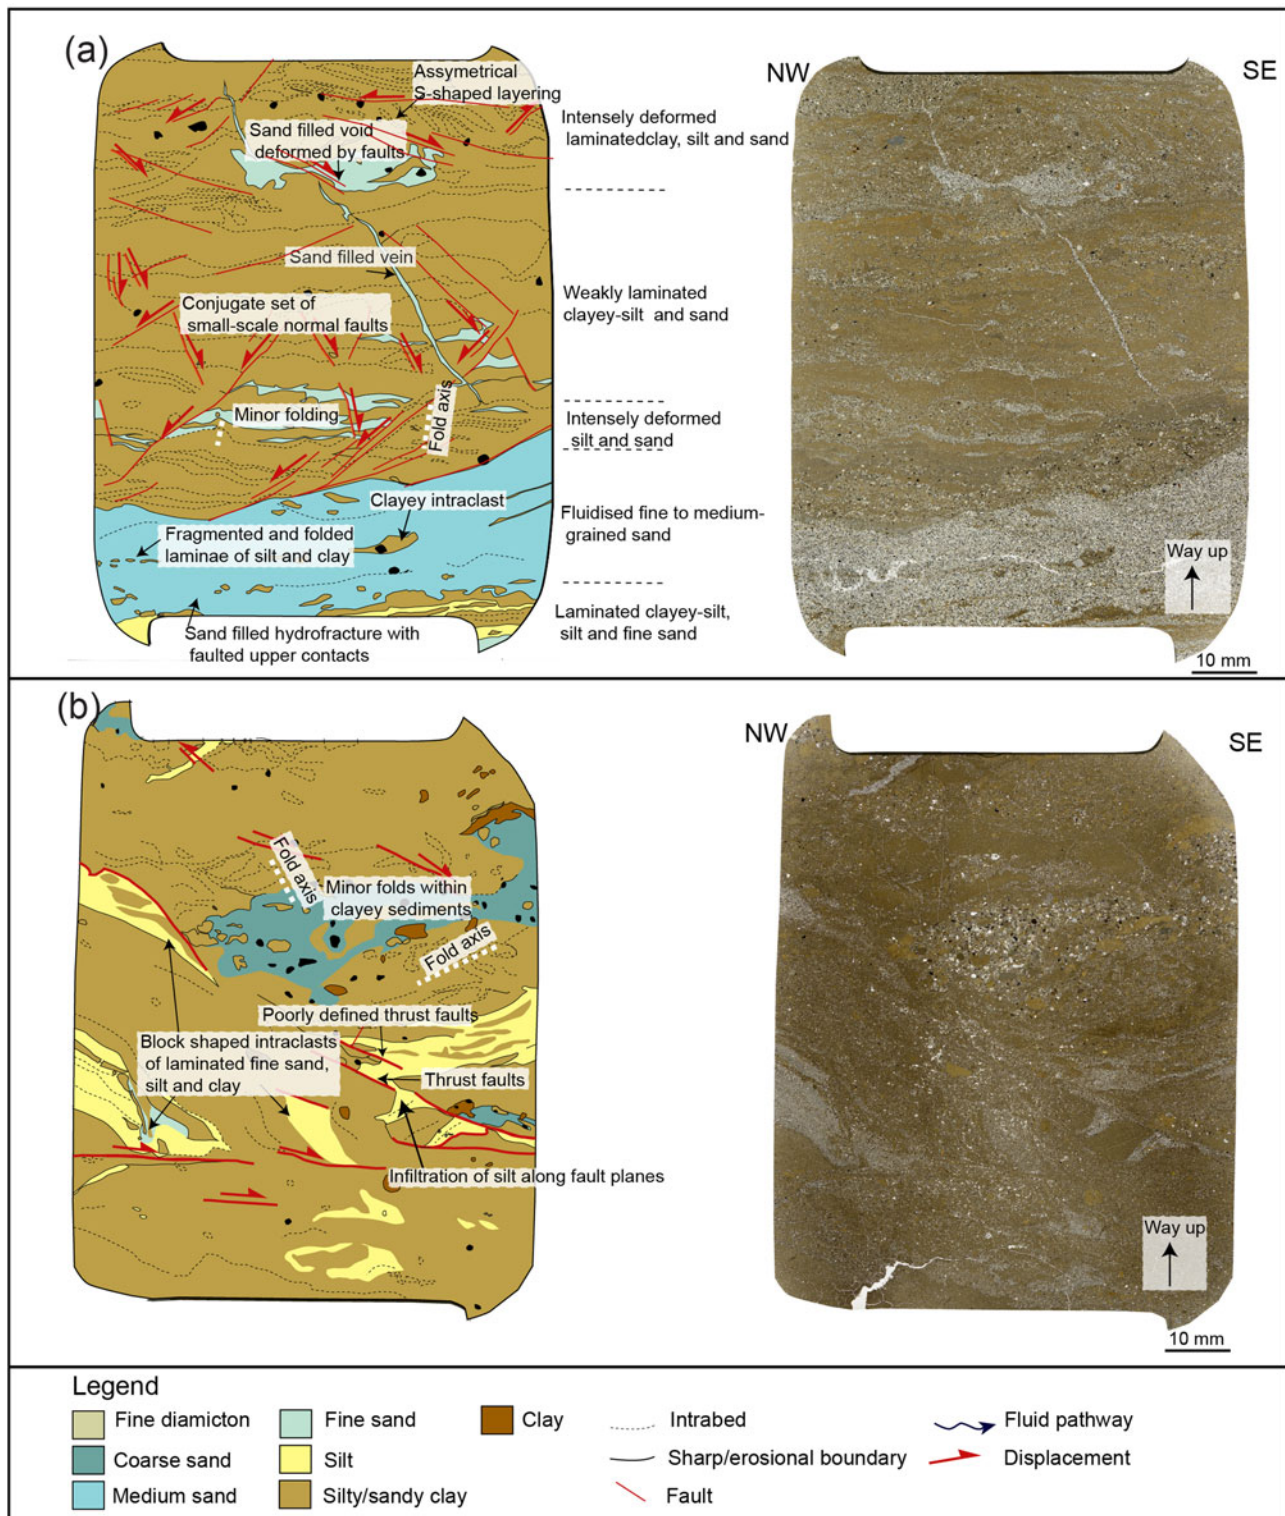 (a)
Assymetrical
S-shaped layering
Sand filled void
deformed by faults
Sand filled vein
Conjugate set of
small-scale normal faults
Minor folding
Fold axis
Clayey intraclast
Fragmented and folded
laminae of silt and clay
Sand filled hydrofracture with
faulted upper contacts
Intensely deformed
laminatedclay, silt and sand
Weakly laminated
clayey-silt and sand
Intensely deformed
silt and sand
Fluidised fine to medium-
grained sand
Laminated clayey-silt,
silt and fine sand
NW
SE
Way up
10 mm
(b)
Fold axis
Minor folds within
clayey sediments
Fold axis
Poorly defined thrust faults
Block shaped intraclasts
of laminated fine sand,
silt and clay
Thrust faults
Infiltration of silt along fault planes
NW
SE
Way up
10 mm
Legend
Fine diamicton
Fine sand
Clay
Intrabed
Fluid pathway
Coarse sand
Silt
Sharp/erosional boundary
Displacement
Medium sand
Silty/sandy clay
Fault